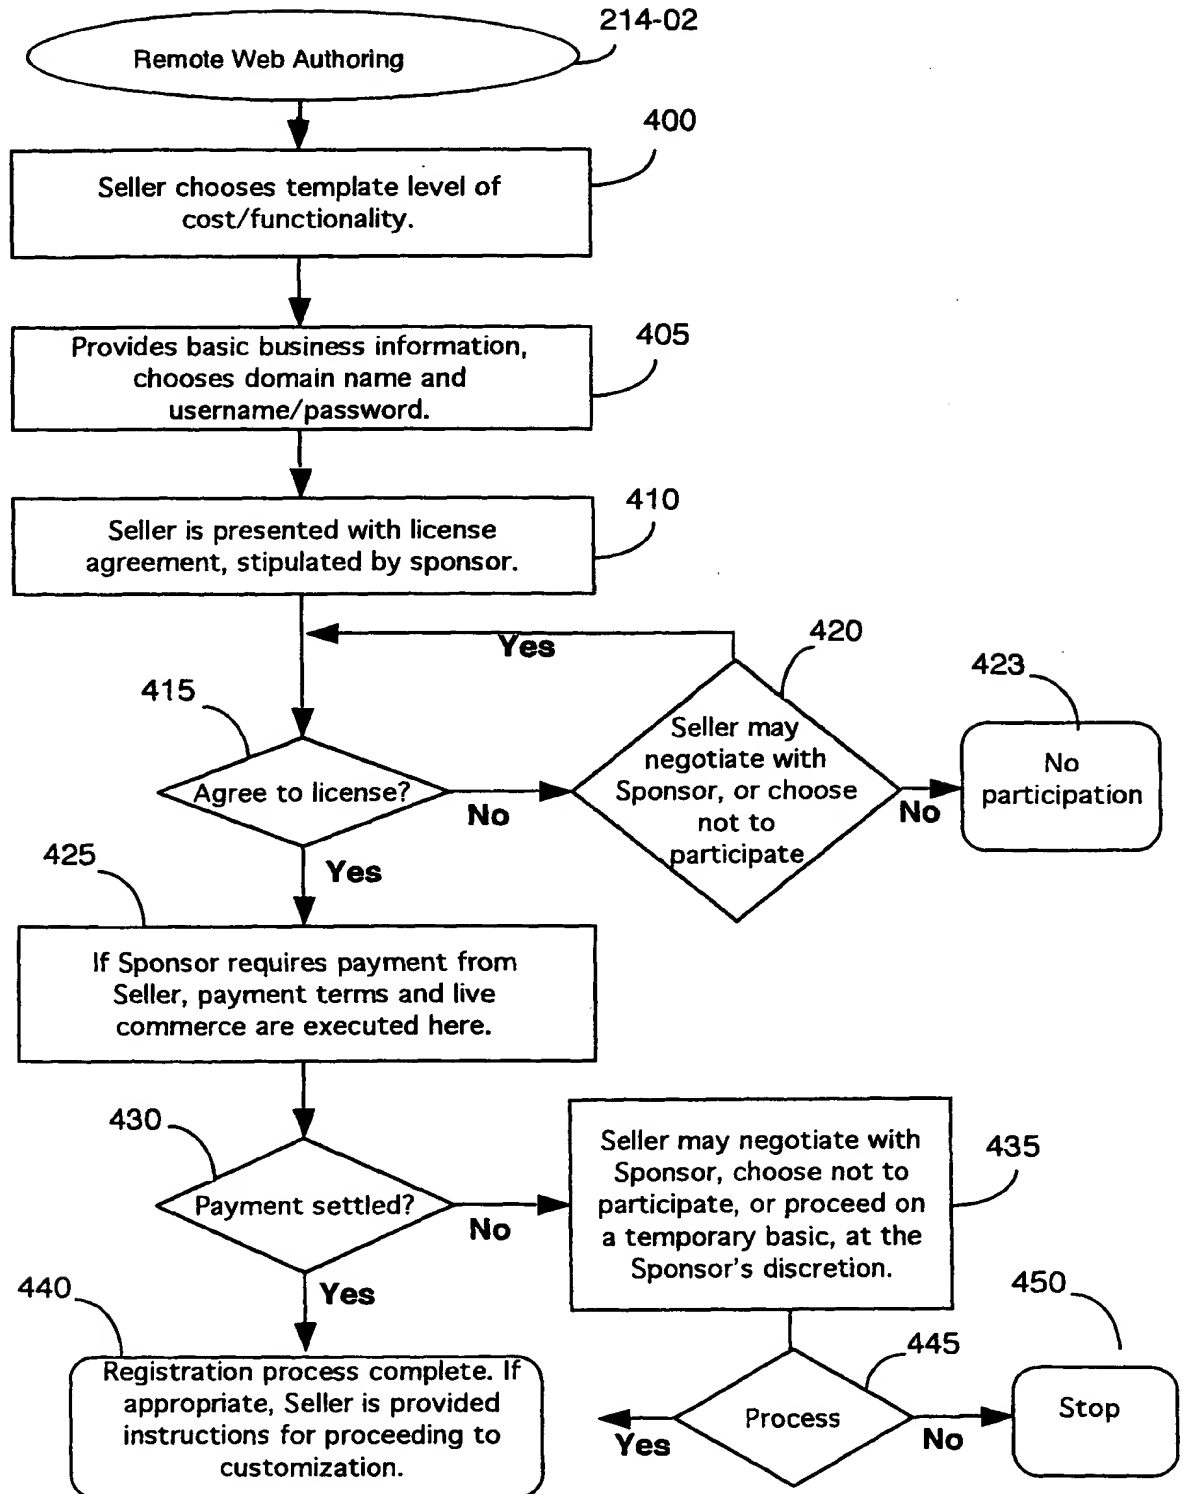 214-02
Remote Web Authoring
400
Seller chooses template level of
cost/functionality.
405
Provides basic business information,
chooses domain name and
username/password.
410
Seller is presented with license
agreement, stipulated by sponsor.
Yes
420
423
415
Seller may
negotiate with
Sponsor, or choose
not to
participate
No
participation
Agree to license?
No
No
Yes
425
If Sponsor requires payment from
Seller, payment terms and live
commerce are executed here.
430
Payment settled?
No
Yes
435
Seller may negotiate with
Sponsor, choose not to
participate, or proceed on
a temporary basic, at the
Sponsor's discretion.
440
Registration process complete. If
appropriate, Seller is provided
instructions for proceeding to
customization.
445
Process
Yes
No
450
Stop